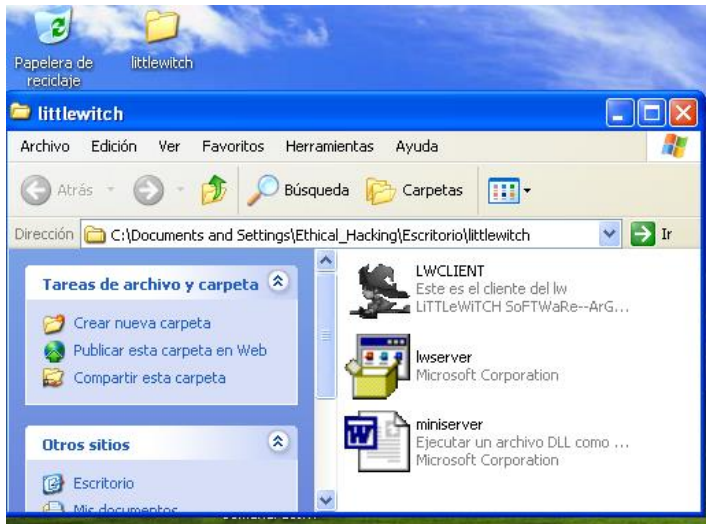 Papelera de
reciclaje
littlewitch
littlewitch
Archivo Edición Ver Favoritos Herramientas Ayuda
Atrás Búsqueda Carpetas
Dirección C:\Documents and Settings\Ethical_Hacking\Escritorio\littlewitch Ir
Tareas de archivo y carpeta
Crear nueva carpeta
Publicar esta carpeta en Web
Compartir esta carpeta
Otros sitios
Escritorio
Mis documentos
LWCLIENT
Este es el cliente del lw
LiTTLeWiTCH SoFTWaRe--ArG...
lwserver
Microsoft Corporation
miniserver
Ejecutar un archivo DLL como ...
Microsoft Corporation